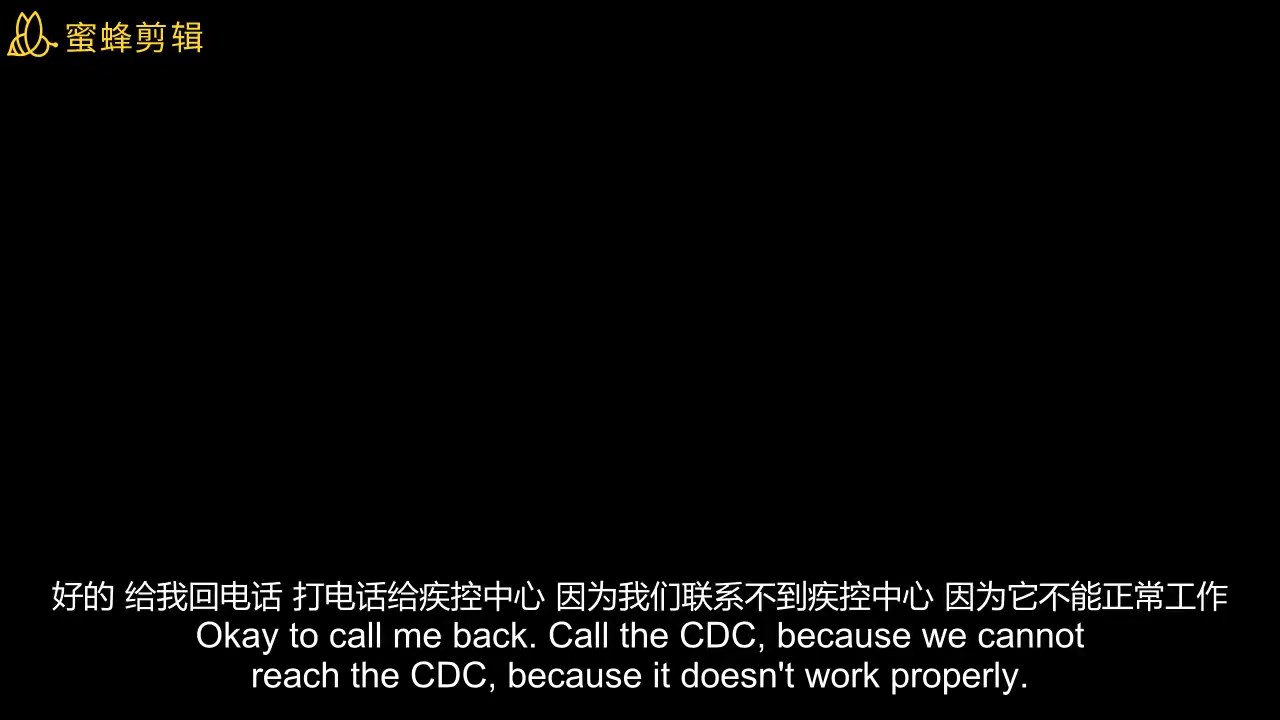 蜜蜂剪辑
好的 给我回电话 打电话给疾控中心 因为我们联系不到疾控中心 因为它不能正常工作
Okay to call me back. Call the CDC, because we cannot
reach the CDC, because it doesn't work properly.